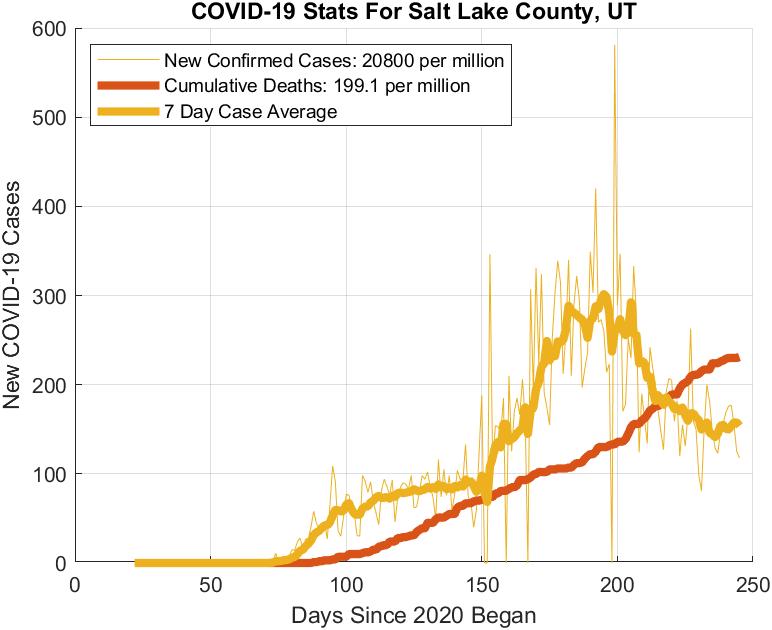 COVID-19 Stats For Salt Lake County, UT
600
New Confirmed Cases: 20800 per million
Cumulative Deaths: 199.1 per million
7 Day Case Average
500
400
300
200
100
0
New COVID-19 Cases
0 50 100 150 200 250
Days Since 2020 Began